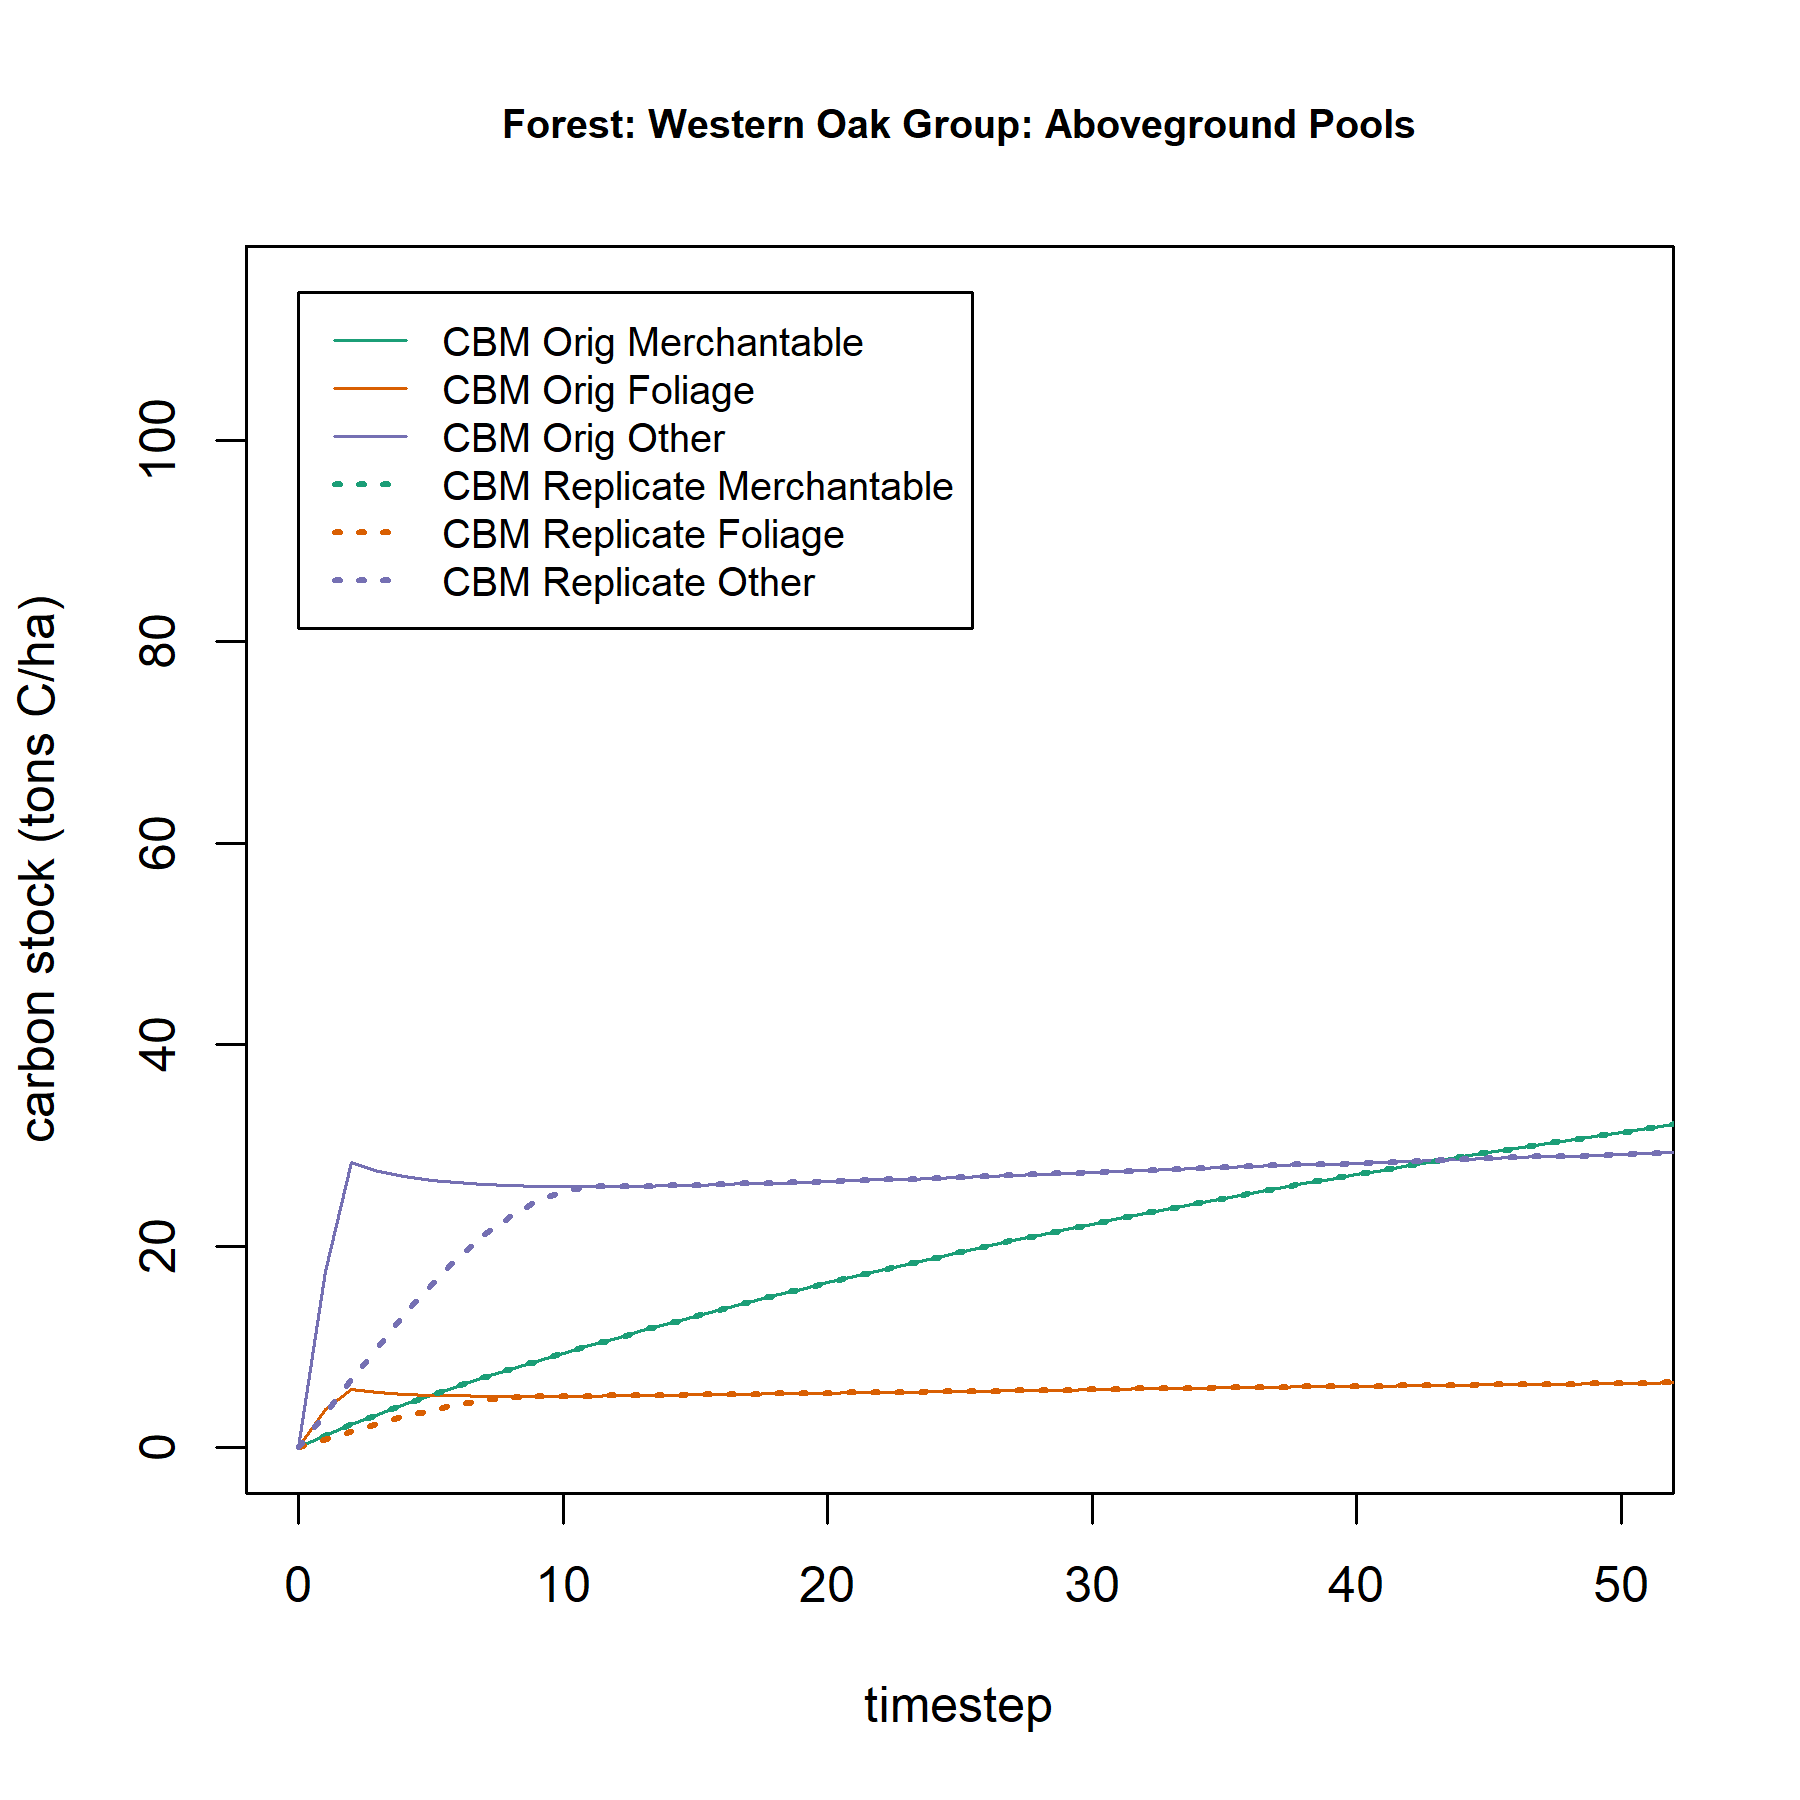 Forest: Western Oak Group: Aboveground Pools
CBM Orig Merchantable
CBM Orig Foliage
CBM Orig Other
CBM Replicate Merchantable
CBM Replicate Foliage
CBM Replicate Other
carbon stock (tons C/ha)
100
80
60
40
20
0
0 10 20 30 40 50
timestep